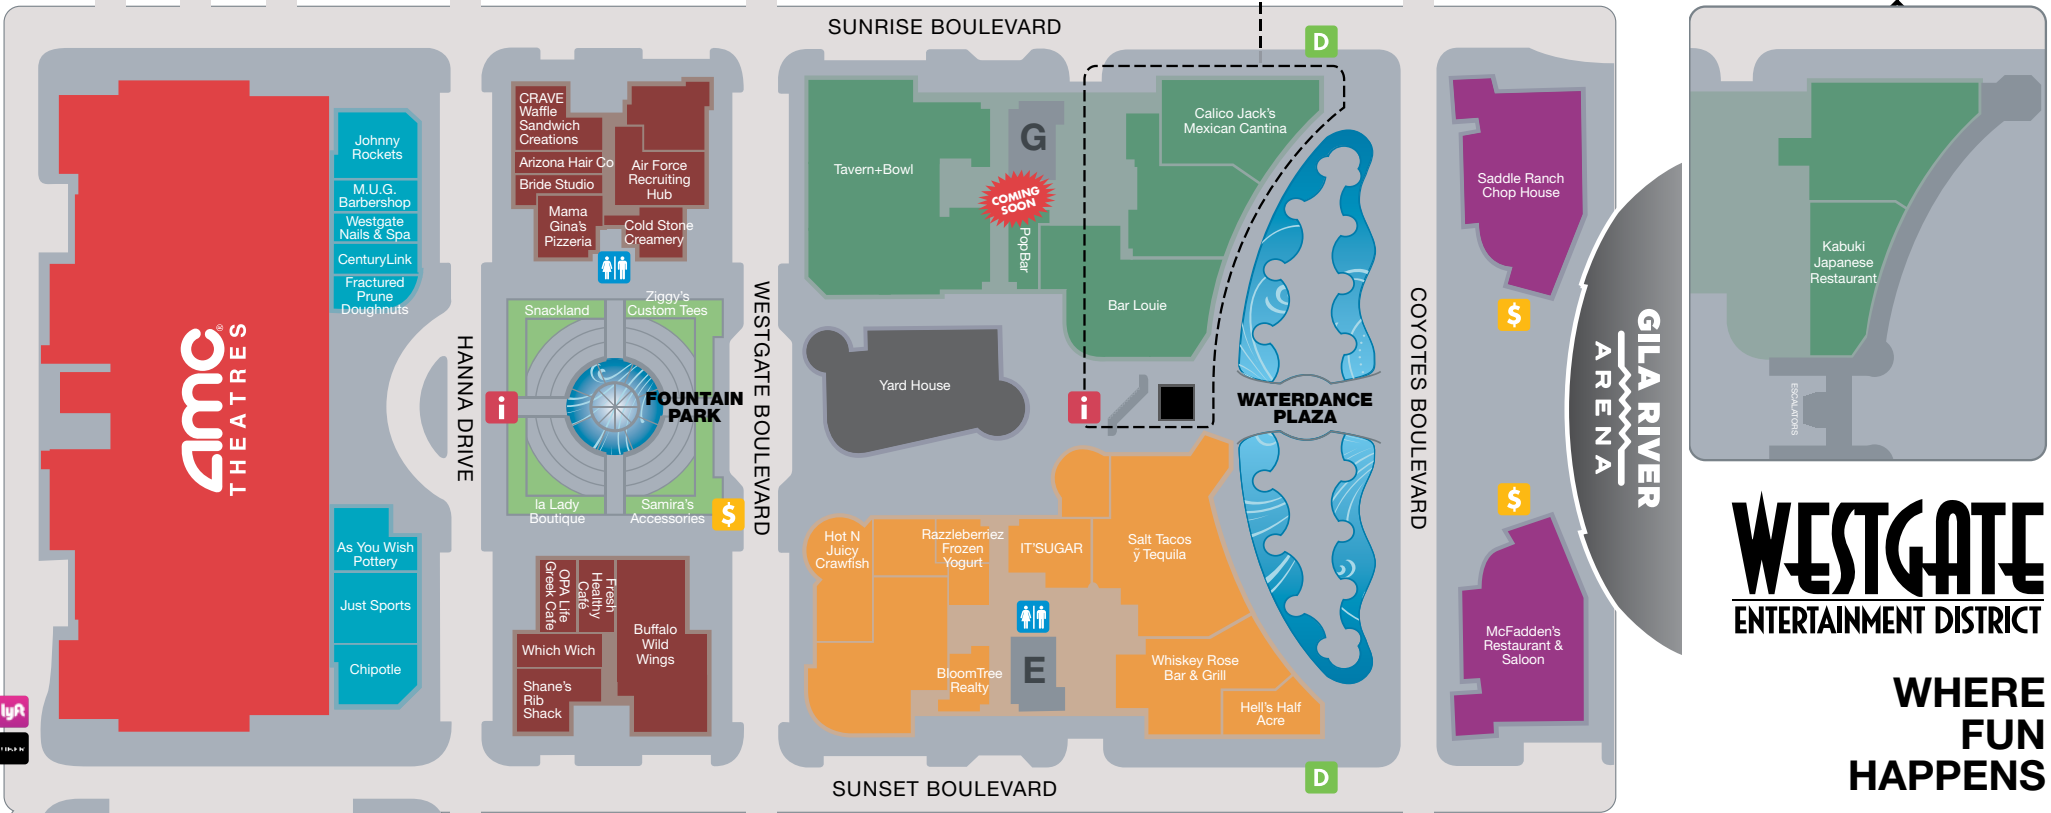 SUNRISE BOULEVARD
D
Johnny
Rockets
M.U.G.
Barbershop
Westgate
Nails & Spa
CenturyLink
Fractured
Prune
Doughnuts
amc®
THEATRES
As You Wish
Pottery
Just Sports
Chipotle
lyft
UBER
HANNA DRIVE
CRAVE
Waffle
Sandwich
Creations
Arizona Hair Co
Bride Studio
Mama
Gina's
Pizzeria
Air Force
Recruiting
Hub
Cold Stone
Creamery
Snackland
Ziggy's
Custom Tees
i
FOUNTAIN
PARK
la Lady
Boutique
Samira's
Accessories
$
OPA Life
Greek Cafe
Fresh
Healthy
Café
Which Wich
Shane's
Rib
Shack
Buffalo
Wild
Wings
WESTGATE BOULEVARD
Tavern+Bowl
G
COMING
SOON
PopBar
Calico Jack's
Mexican Cantina
Bar Louie
Yard House
i
WATERDANCE
PLAZA
Hot N
Juicy
Crawfish
Razzleberriez
Frozen
Yogurt
IT'SUGAR
Salt Tacos
ÿ Tequila
BloomTree
Realty
E
Whiskey Rose
Bar & Grill
Hell's Half
Acre
SUNSET BOULEVARD
D
COYOTES BOULEVARD
Saddle Ranch
Chop House
$
$
McFadden's
Restaurant &
Saloon
GILA RIVER
ARENA
Kabuki
Japanese
Restaurant
ESCALATORS
WESTGATE
ENTERTAINMENT DISTRICT
WHERE
FUN
HAPPENS